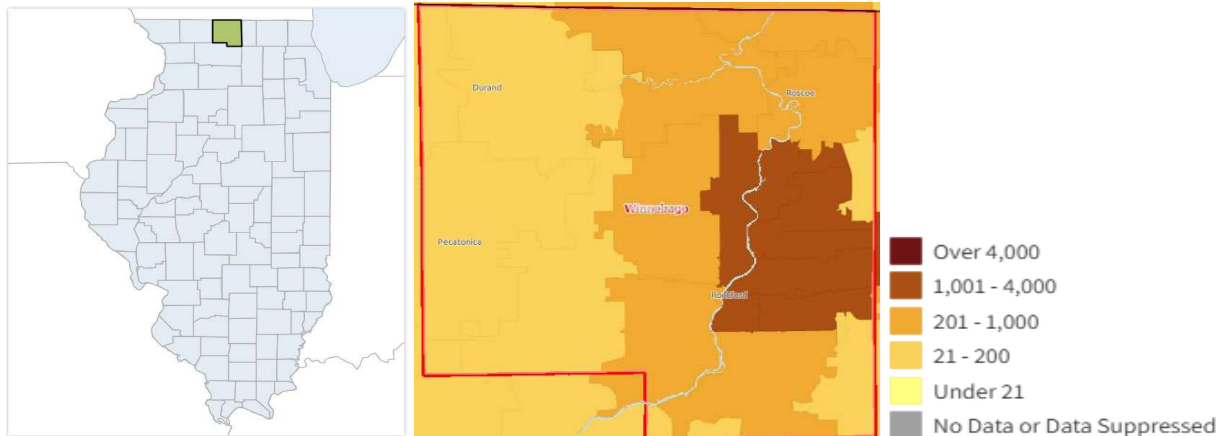 Durand
Roscoe
Winnebago
Pecatonica
Rockford
Over 4,000
1,001 - 4,000
201 - 1,000
21 - 200
Under 21
No Data or Data Suppressed